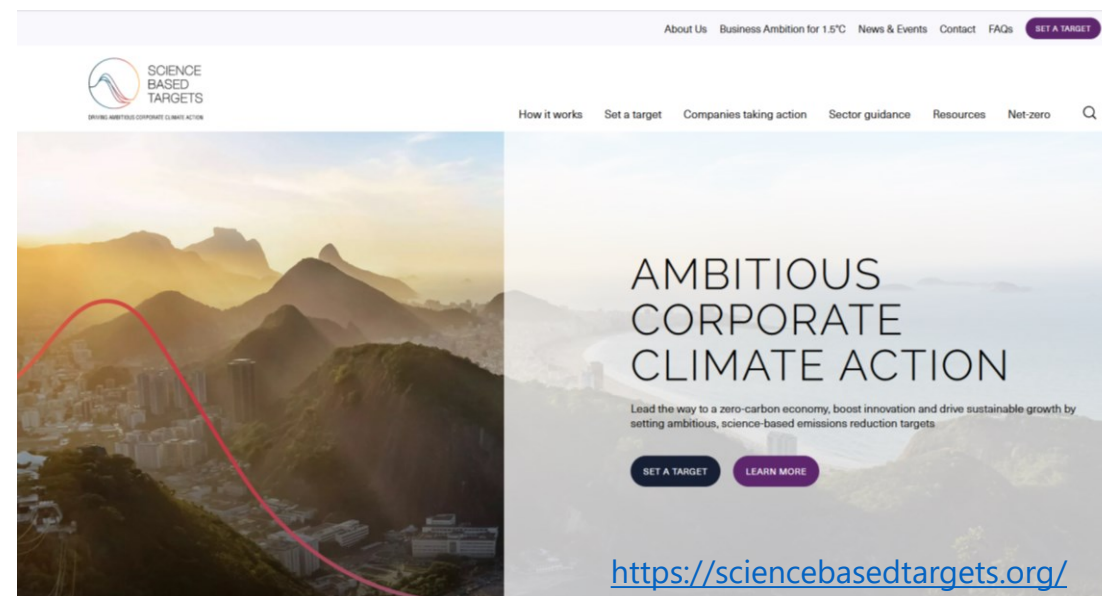 About Us Business Ambition for 1.5°C News & Events Contact FAQs SET A TARGET
SCIENCE
BASED
TARGETS
DRIVING AMBITIOUS CORPORATE CLIMATE ACTION
How it works Set a target Companies taking action Sector guidance Resources Net-zero
AMBITIOUS
CORPORATE
CLIMATE ACTION
Lead the way to a zero-carbon economy, boost innovation and drive sustainable growth by
setting ambitious, science-based emissions reduction targets
SET A TARGET LEARN MORE
https://sciencebasedtargets.org/